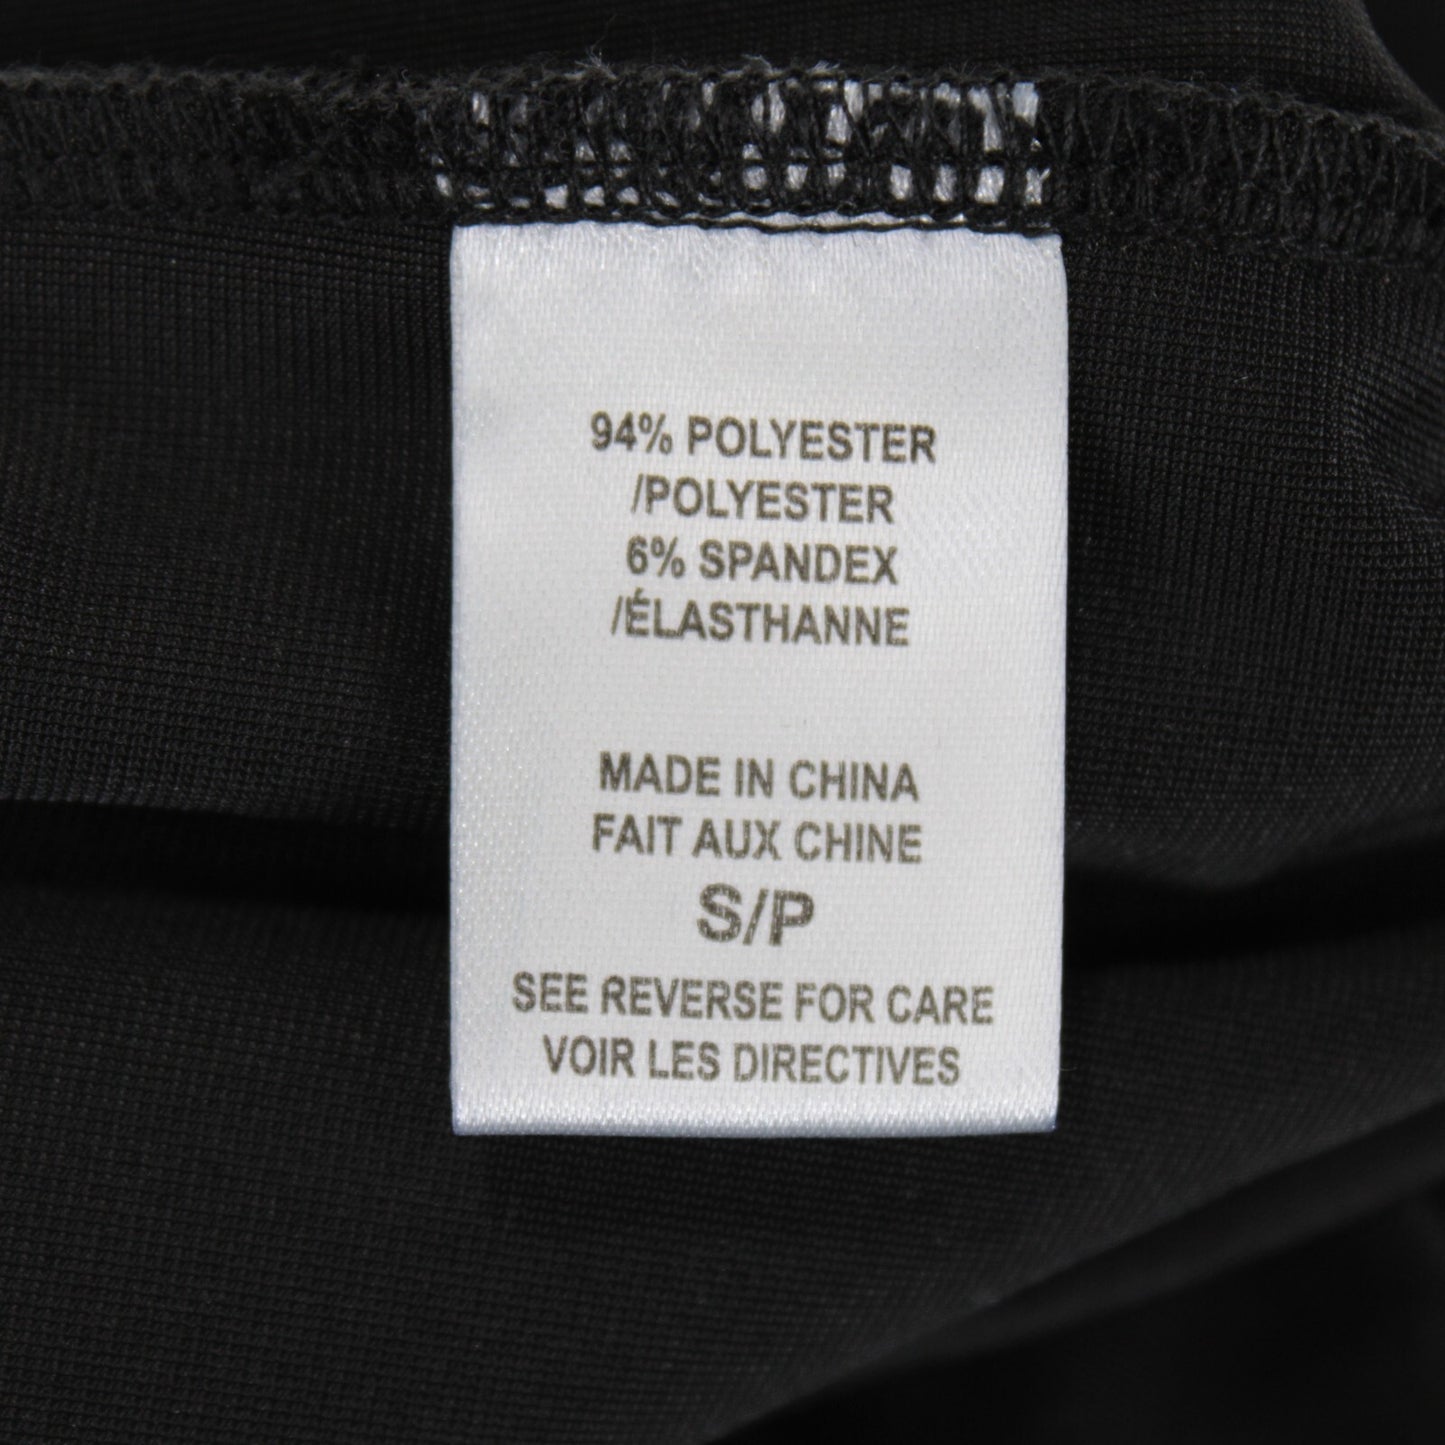 94% POLYESTER
/POLYESTER
6% SPANDEX
/ÉLASTHANNE
MADE IN CHINA
FAIT AUX CHINE
S/P
SEE REVERSE FOR CARE
VOIR LES DIRECTIVES